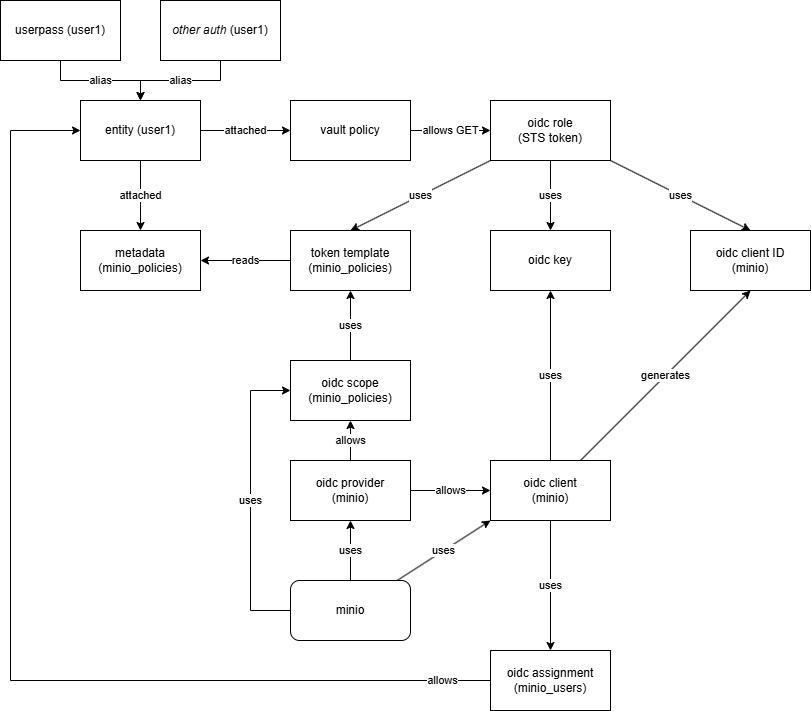 userpass (user1)
other auth (user1)
alias
alias
entity (user1)
attached
vault policy
allows GET
oidc role
(STS token)
attached
uses
uses
uses
metadata
(minio_policies)
reads
token template
(minio_policies)
oidc key
oidc client ID
(minio)
uses
oidc scope
(minio_policies)
uses
generates
allows
oidc provider
(minio)
allows
oidc client
(minio)
uses
uses
uses
minio
uses
oidc assignment
(minio_users)
allows